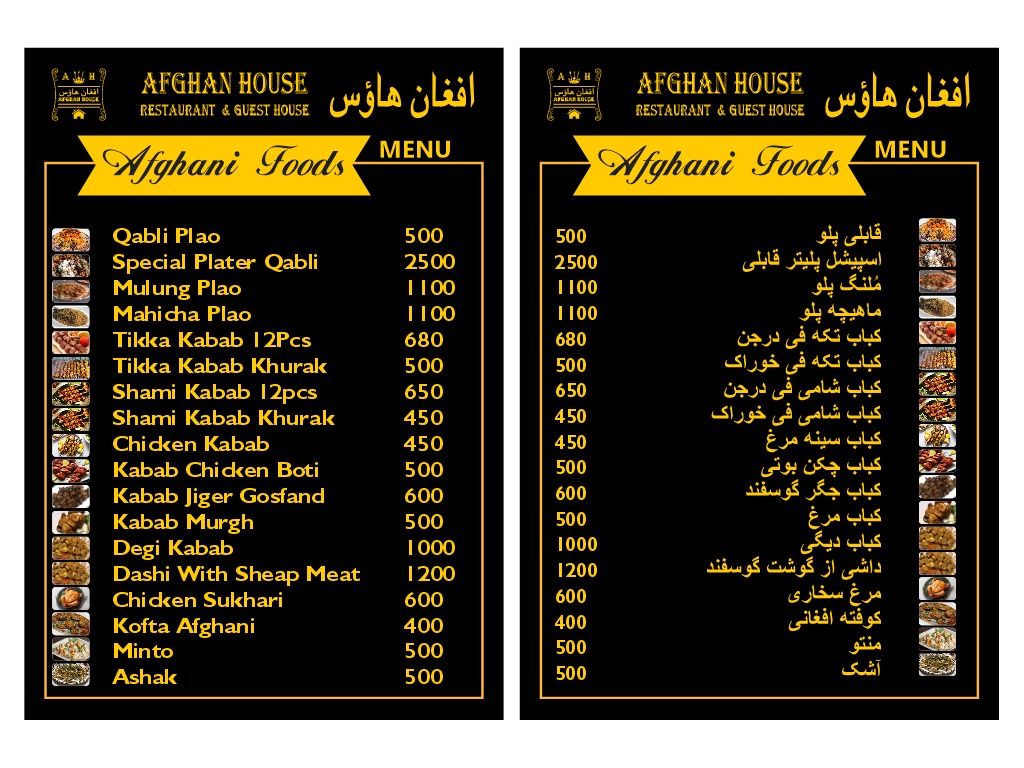 A H
افغان هاؤس
AFGHAN HOUSE
AFGHAN HOUSE
RESTAURANT & GUEST HOUSE
افغان هاؤس
Afghani Foods
MENU
Qabli Plao 500
Special Plater Qabli 2500
Mulung Plao 1100
Mahicha Plao 1100
Tikka Kabab 12Pcs 680
Tikka Kabab Khurak 500
Shami Kabab 12pcs 650
Shami Kabab Khurak 450
Chicken Kabab 450
Kabab Chicken Boti 500
Kabab Jiger Gosfand 600
Kabab Murgh 500
Degi Kabab 1000
Dashi With Sheap Meat 1200
Chicken Sukhari 600
Kofta Afghani 400
Minto 500
Ashak 500
A H
افغان هاؤس
AFGHAN HOUSE
AFGHAN HOUSE
RESTAURANT & GUEST HOUSE
افغان هاؤس
Afghani Foods
MENU
قابلی پلو 500
اسپیشل پلیتر قابلی 2500
مُلنگ پلو 1100
ماهیچه پلو 1100
کباب تکه فی درجن 680
کباب تکه فی خوراک 500
کباب شامی فی درجن 650
کباب شامی فی خوراک 450
کباب سینه مرغ 450
کباب چکن بوتی 500
کباب جگر گوسفند 600
کباب مرغ 500
کباب دیگی 1000
داشی از گوشت گوسفند 1200
مرغ سخاری 600
کوفته افغانی 400
منتو 500
آشک 500